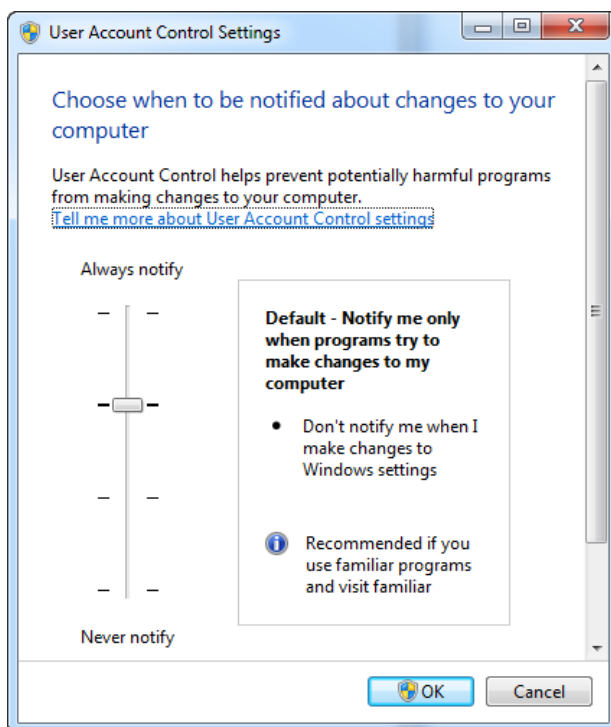 User Account Control Settings
Choose when to be notified about changes to your
computer
User Account Control helps prevent potentially harmful programs
from making changes to your computer.
Tell me more about User Account Control settings
Always notify
Default - Notify me only
when programs try to
make changes to my
computer
Don't notify me when I
make changes to
Windows settings
Recommended if you
use familiar programs
and visit familiar
Never notify
OK
Cancel